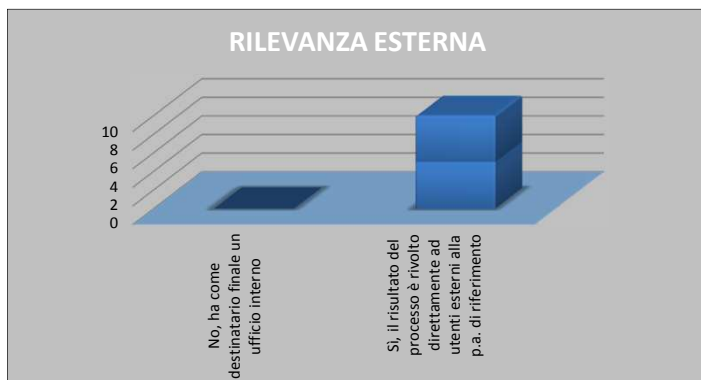 RILEVANZA ESTERNA
10
8
6
4
2
0
No, ha come
destinatario finale un
ufficio interno
Sì, il risultato del
processo è rivolto
direttamente ad
utenti esterni alla
p.a. di riferimento